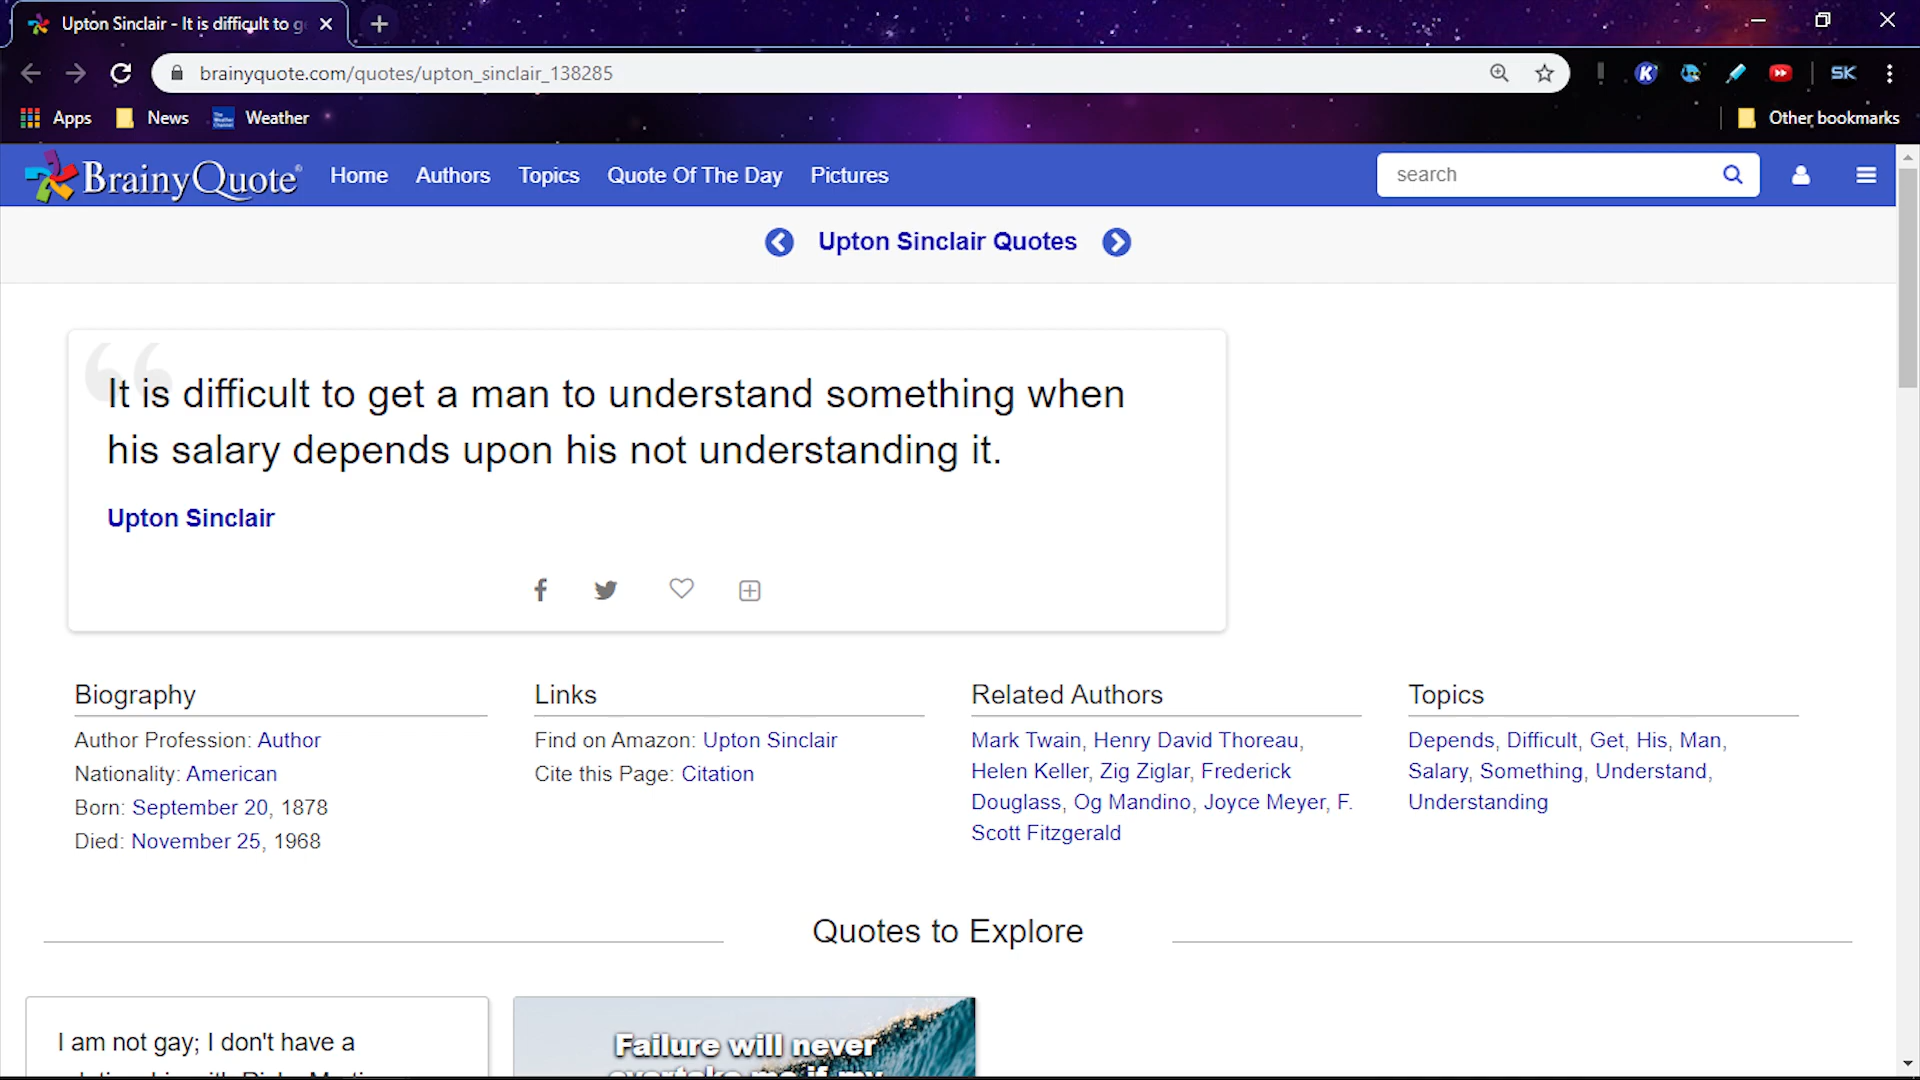 Upton Sinclair - It is difficult to g
brainyquote.com/quotes/upton_sinclair_138285
K
SK
Apps
News
Weather
Other bookmarks
BrainyQuote®
Home
Authors
Topics
Quote Of The Day
Pictures
search
Upton Sinclair Quotes
It is difficult to get a man to understand something when
his salary depends upon his not understanding it.
Upton Sinclair
Biography
Author Profession: Author
Nationality: American
Born: September 20, 1878
Died: November 25, 1968
Links
Find on Amazon: Upton Sinclair
Cite this Page: Citation
Related Authors
Mark Twain, Henry David Thoreau,
Helen Keller, Zig Ziglar, Frederick
Douglass, Og Mandino, Joyce Meyer, F.
Scott Fitzgerald
Topics
Depends, Difficult, Get, His, Man,
Salary, Something, Understand,
Understanding
Quotes to Explore
I am not gay; I don't have a
Failure will never
overtake me if my